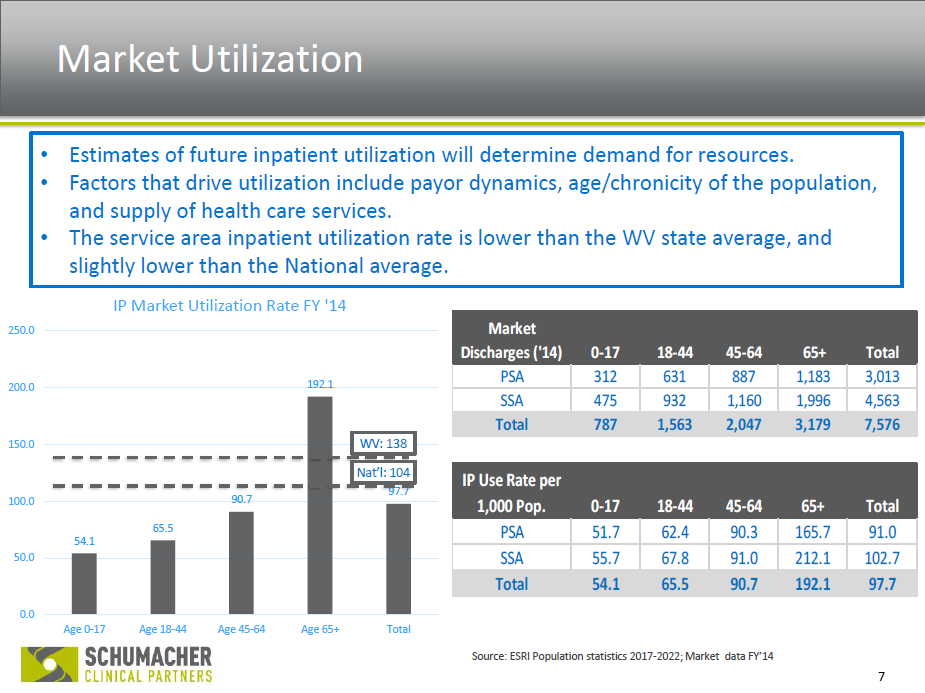 Market Utilization
• Estimates of future inpatient utilization will determine demand for resources.
• Factors that drive utilization include payor dynamics, age/chronicity of the population,
and supply of health care services.
• The service area inpatient utilization rate is lower than the WV state average, and
slightly lower than the National average.
IP Market Utilization Rate FY '14
250.0
200.0
150.0
100.0
50.0
0.0
54.1
65.5
90.7
192.1
97.7
WV: 138
Nat'l: 104
Age 0-17 Age 18-44 Age 45-64 Age 65+ Total
Market
Discharges ('14) 0-17 18-44 45-64 65+ Total
PSA 312 631 887 1,183 3,013
SSA 475 932 1,160 1,996 4,563
Total 787 1,563 2,047 3,179 7,576
IP Use Rate per
1,000 Pop. 0-17 18-44 45-64 65+ Total
PSA 51.7 62.4 90.3 165.7 91.0
SSA 55.7 67.8 91.0 212.1 102.7
Total 54.1 65.5 90.7 192.1 97.7
SCHUMACHER
CLINICAL PARTNERS
Source: ESRI Population statistics 2017-2022; Market data FY'14
7